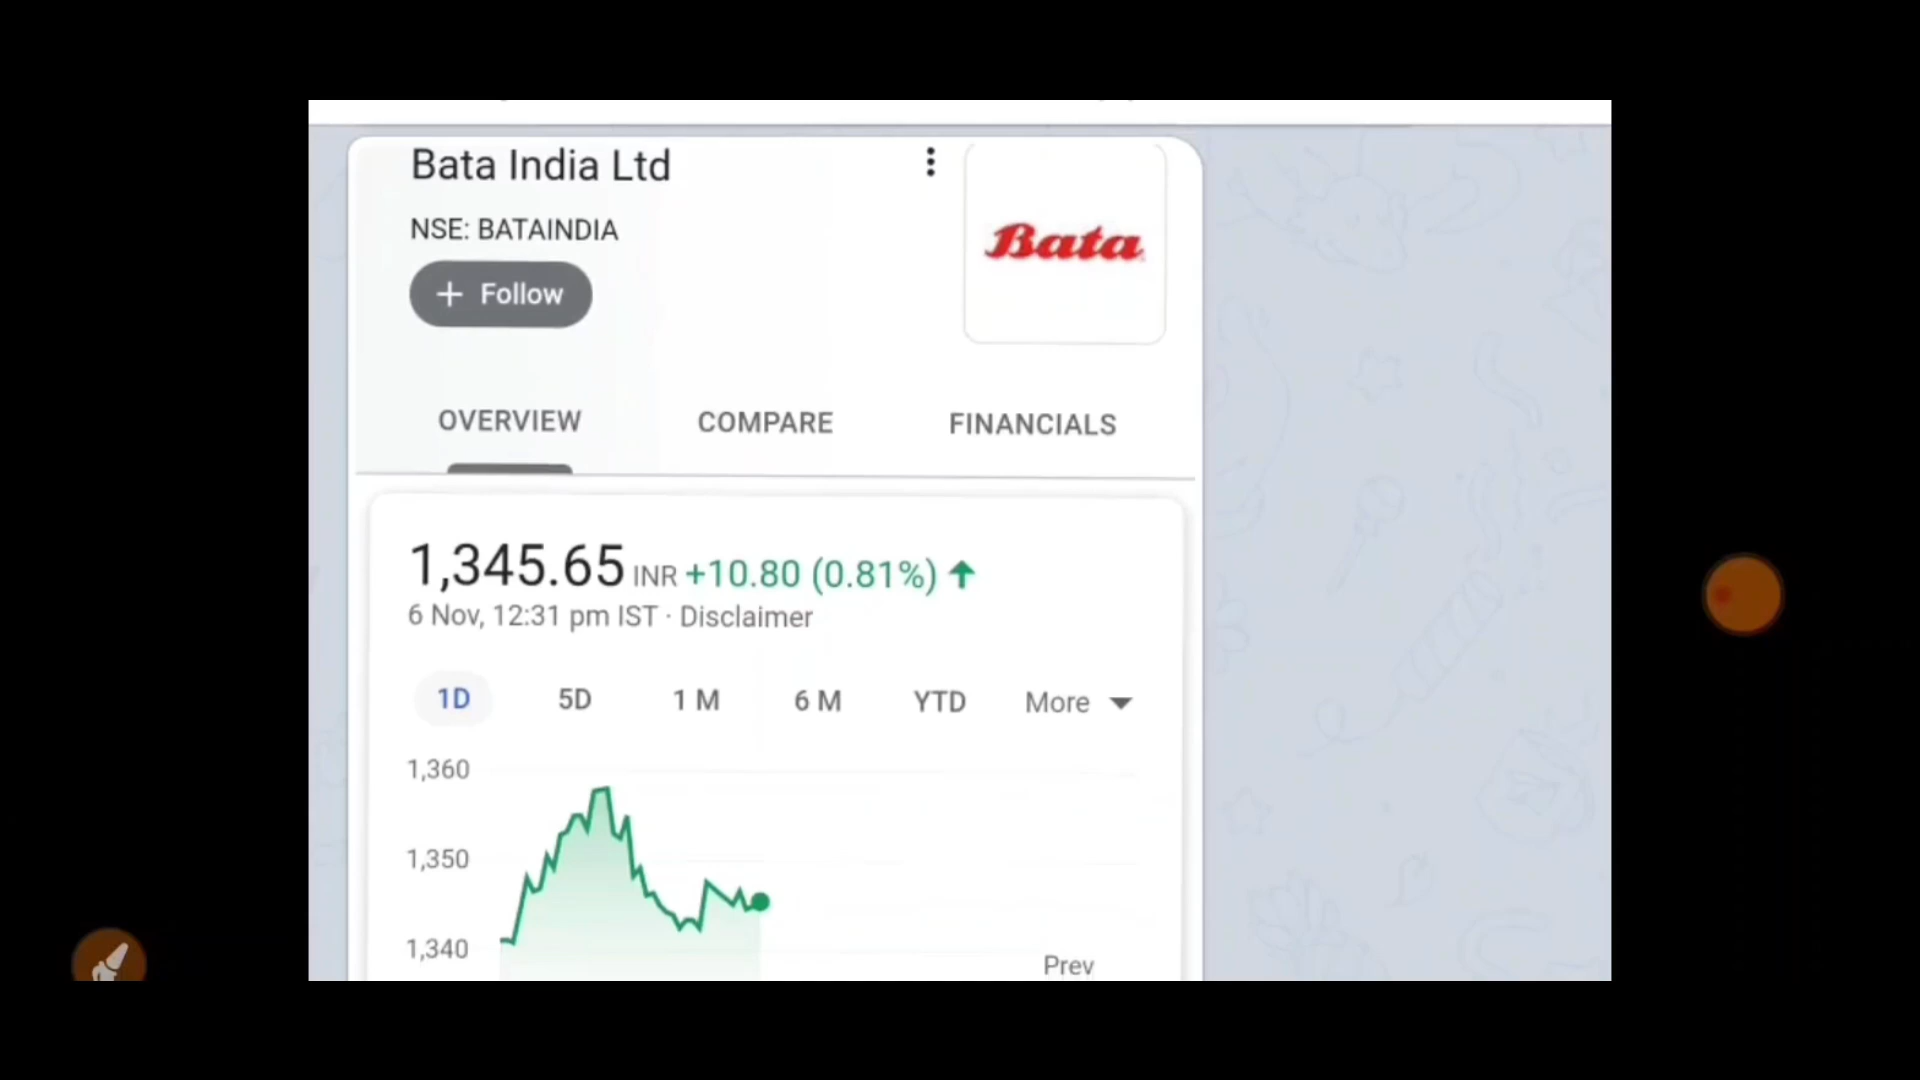 Bata India Ltd
NSE: BATAINDIA
+ Follow
Bata
OVERVIEW COMPARE FINANCIALS
1,345.65 INR +10.80 (0.81%)
6 Nov, 12:31 pm IST · Disclaimer
1D 5D 1 M 6 M YTD More
1,360
1,350
1,340
Prev